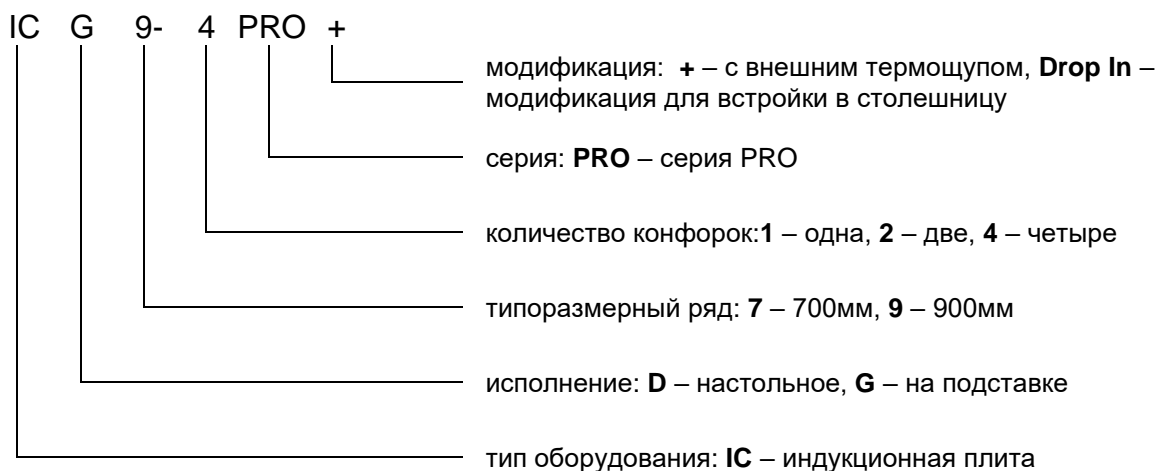 IC G 9- 4 PRO +
модификация: + – с внешним термощупом, Drop In –
модификация для встройки в столешницу
серия: PRO – серия PRO
количество конфорок:1 – одна, 2 – две, 4 – четыре
типоразмерный ряд: 7 – 700мм, 9 – 900мм
исполнение: D – настольное, G – на подставке
тип оборудования: IC – индукционная плита